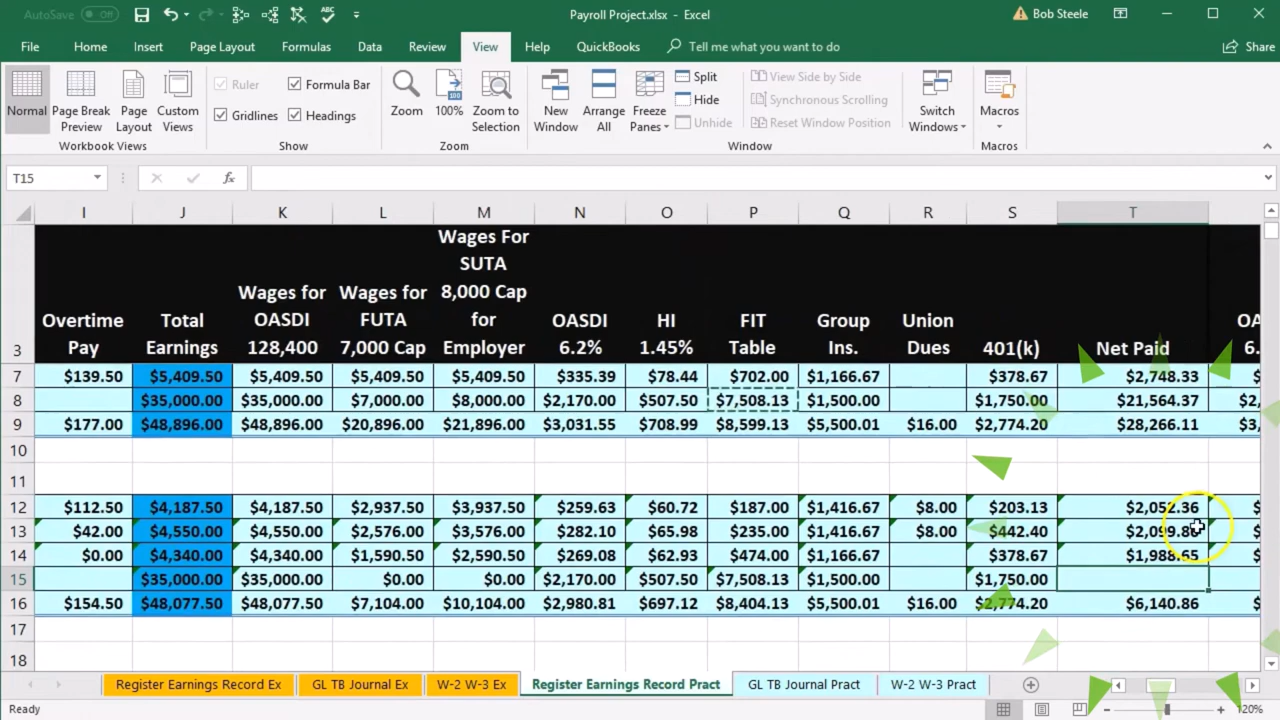 AutoSave Off Payroll Project.xlsx - Excel Bob Steele
File Home Insert Page Layout Formulas Data Review View Help QuickBooks Tell me what you want to do Share
Normal Page Break Preview Page Layout Custom Views
Workbook Views
Ruler Formula Bar
Gridlines Headings
Show
Zoom 100% Zoom to Selection
Zoom
New Window Arrange All Freeze Panes
Split
Hide
Unhide
View Side by Side
Synchronous Scrolling
Reset Window Position
Switch Windows
Window
Macros
Macros
T15 fx
I J K L M N O P Q R S T
3 Overtime Pay Total Earnings Wages for OASDI 128,400 Wages for FUTA 7,000 Cap Wages For SUTA 8,000 Cap for Employer OASDI 6.2% HI 1.45% FIT Table Group Ins. Union Dues 401(k) Net Paid OA 6.
7 $139.50 $5,409.50 $5,409.50 $5,409.50 $5,409.50 $335.39 $78.44 $702.00 $1,166.67 $378.67 $2,748.33 $
8 $35,000.00 $35,000.00 $7,000.00 $8,000.00 $2,170.00 $507.50 $7,508.13 $1,500.00 $1,750.00 $21,564.37 $2,
9 $177.00 $48,896.00 $48,896.00 $20,896.00 $21,896.00 $3,031.55 $708.99 $8,599.13 $5,500.01 $16.00 $2,774.20 $28,266.11 $3,
10
11
12 $112.50 $4,187.50 $4,187.50 $2,937.50 $3,937.50 $259.63 $60.72 $187.00 $1,416.67 $8.00 $203.13 $2,052.36 $
13 $42.00 $4,550.00 $4,550.00 $2,576.00 $3,576.00 $282.10 $65.98 $235.00 $1,416.67 $8.00 $442.40 $
14 $0.00 $4,340.00 $4,340.00 $1,590.50 $2,590.50 $269.08 $62.93 $474.00 $1,166.67 $378.67 $1,988.65 $
15 $35,000.00 $35,000.00 $0.00 $0.00 $2,170.00 $507.50 $7,508.13 $1,500.00 $1,750.00
16 $154.50 $48,077.50 $48,077.50 $7,104.00 $10,104.00 $2,980.81 $697.12 $8,404.13 $5,500.01 $16.00 $2,774.20 $6,140.86 $
17
18
Register Earnings Record Ex GL TB Journal Ex W-2 W-3 Ex Register Earnings Record Pract GL TB Journal Pract W-2 W-3 Pract
Ready 120%